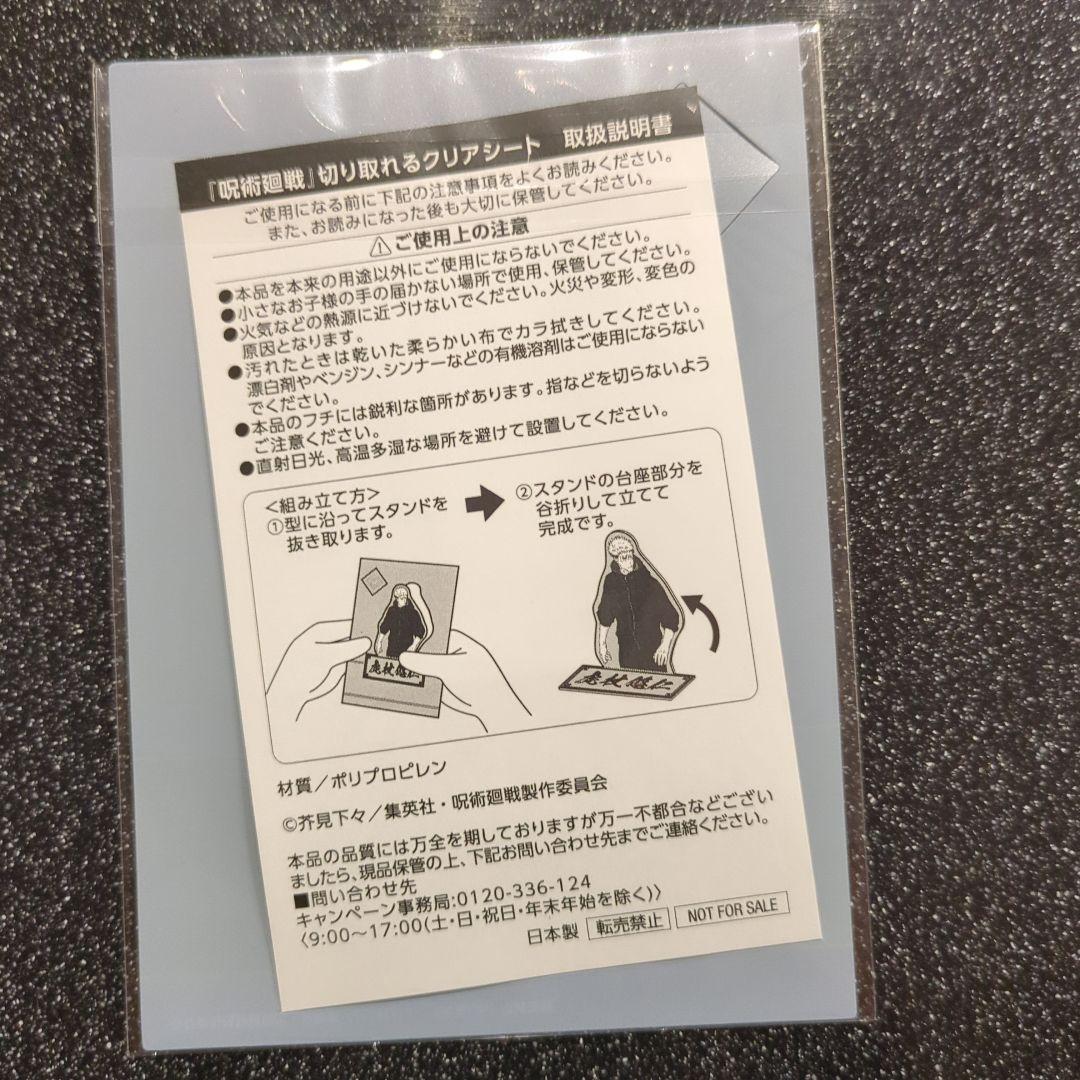 『呪術廻戦』切り取れるクリアシート　取扱説明書
ご使用になる前に下記の注意事項をよくお読みください。
また、お読みになった後も大切に保管してください。
⚠ご使用上の注意
●本品を本来の用途以外にご使用にならないでください。
●小さなお子様の手の届かない場所で使用、保管してください。
●火気などの熱源に近づけないでください。火災や変形、変色の
原因となります。
●汚れたときは乾いた柔らかい布でカラ拭きしてください。
漂白剤やベンジン、シンナーなどの有機溶剤はご使用にならない
でください。
●本品のフチには鋭利な箇所があります。指などを切らないよう
ご注意ください。
●直射日光、高温多湿な場所を避けて設置してください。
<組み立て方>
①型に沿ってスタンドを
抜き取ります。
②スタンドの台座部分を
谷折りして立てて
完成です。
虎杖悠仁
虎杖悠仁
材質／ポリプロピレン
©芥見下々／集英社・呪術廻戦製作委員会
本品の品質には万全を期しておりますが万一不都合などござい
ましたら、現品保管の上、下記お問い合わせ先までご連絡ください。
■問い合わせ先
キャンペーン事務局:0120-336-124
〈9:00～17:00(土・日・祝日・年末年始を除く)〉
日本製 転売禁止 NOT FOR SALE